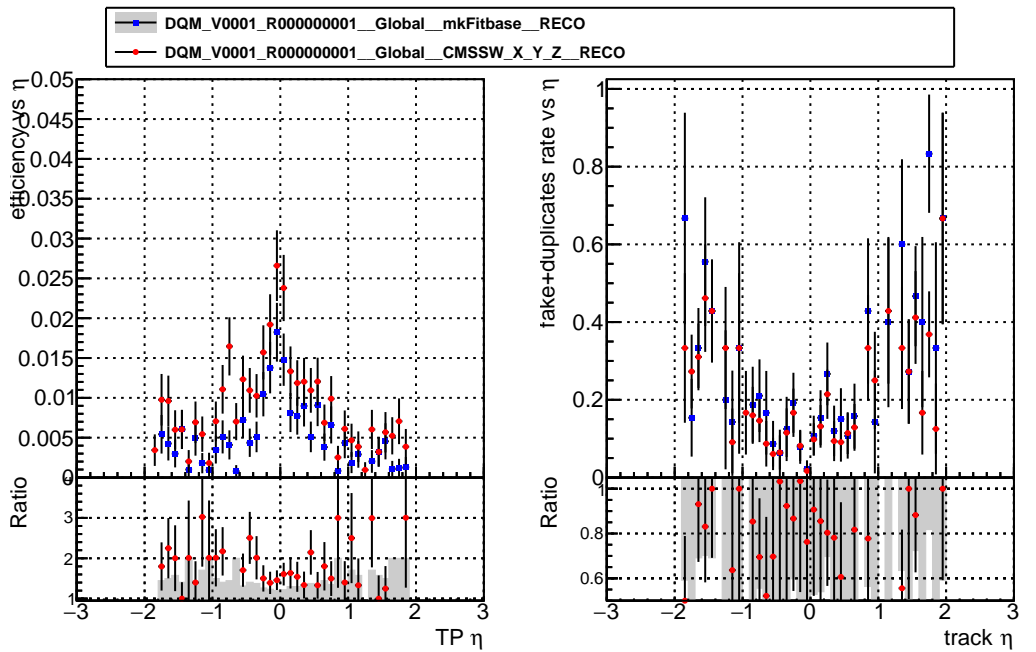 DQM_V0001_R000000001__Global__mkFitbase__RECO
DQM_V0001_R000000001__Global__CMSSW_X_Y_Z__RECO
efficiency vs η
0.05
0.045
0.04
0.035
0.03
0.025
0.02
0.015
0.01
0.005
0
Ratio
3
2
1
−3 −2 −1 0 1 2 3
TP η
fake+duplicates rate vs η
1
0.8
0.6
0.4
0.2
0
Ratio
1
0.8
0.6
−3 −2 −1 0 1 2 3
track η